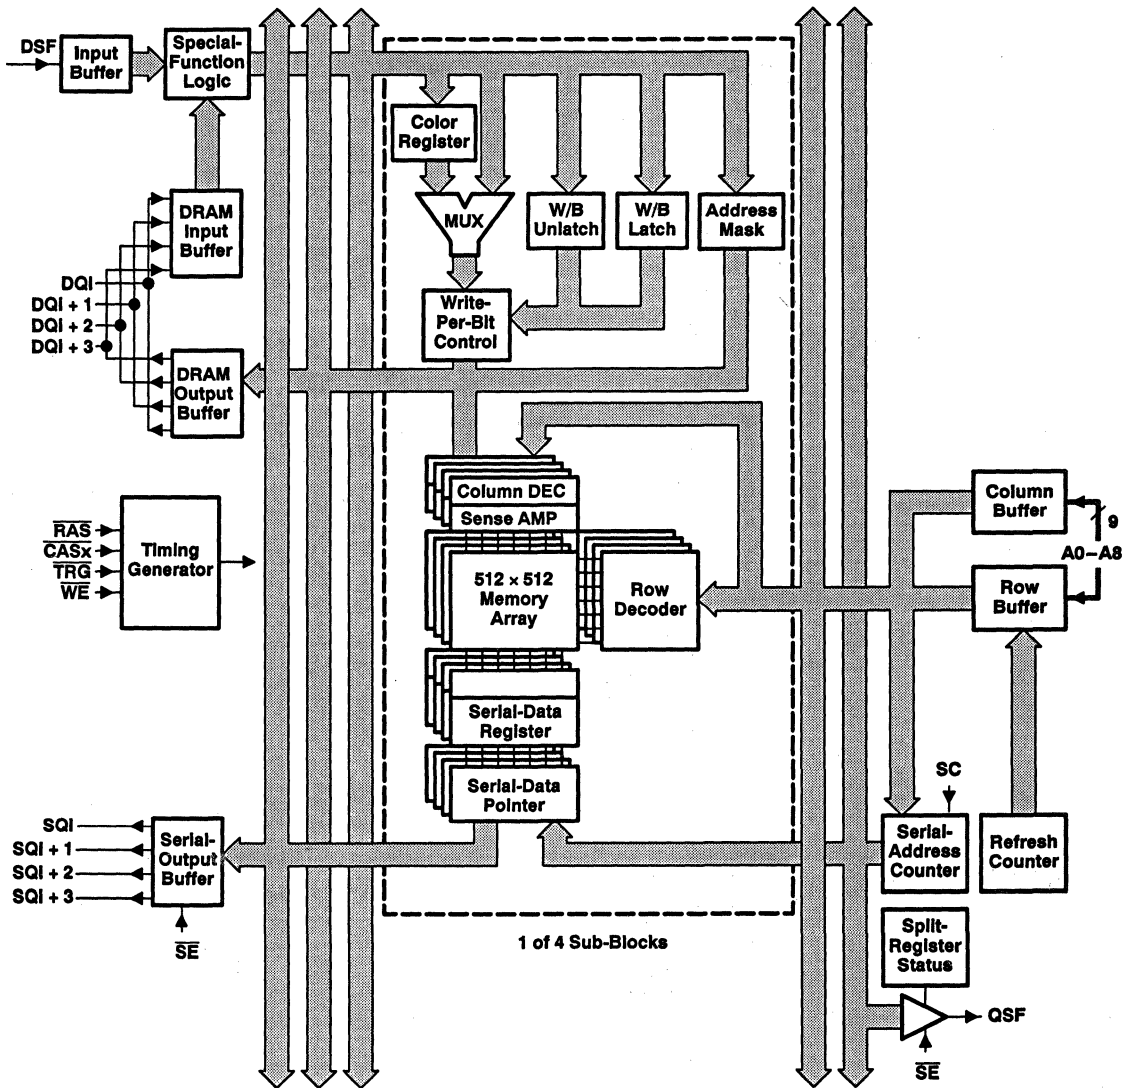 DSF
Input
Buffer
Special-
Function
Logic
Color
Register
MUX
W/B
Unlatch
W/B
Latch
Address
Mask
DRAM
Input
Buffer
DQI
DQI + 1
DQI + 2
DQI + 3
Write-
Per-Bit
Control
DRAM
Output
Buffer
Column DEC
Sense AMP
512 × 512
Memory
Array
Row
Decoder
Column
Buffer
9
A0–A8
Row
Buffer
RAS
CASx
TRG
WE
Timing
Generator
Serial-Data
Register
Serial-Data
Pointer
SC
Serial-
Address
Counter
Refresh
Counter
SQI
SQI + 1
SQI + 2
SQI + 3
Serial-
Output
Buffer
SE
1 of 4 Sub-Blocks
Split-
Register
Status
QSF
SE